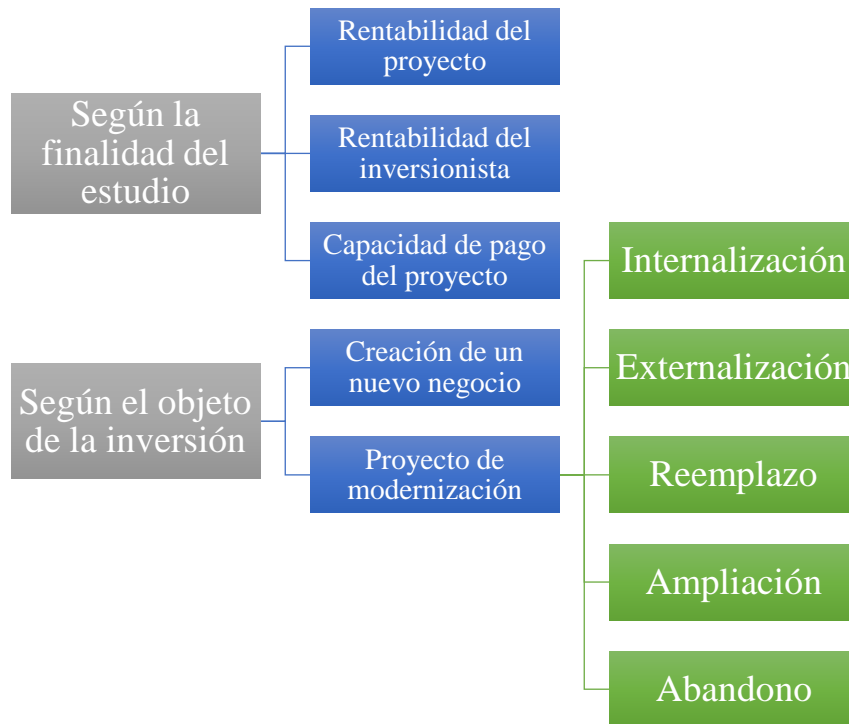 Según la
finalidad del
estudio
Rentabilidad del
proyecto
Rentabilidad del
inversionista
Capacidad de pago
del proyecto
Según el objeto
de la inversión
Creación de un
nuevo negocio
Proyecto de
modernización
Internalización
Externalización
Reemplazo
Ampliación
Abandono